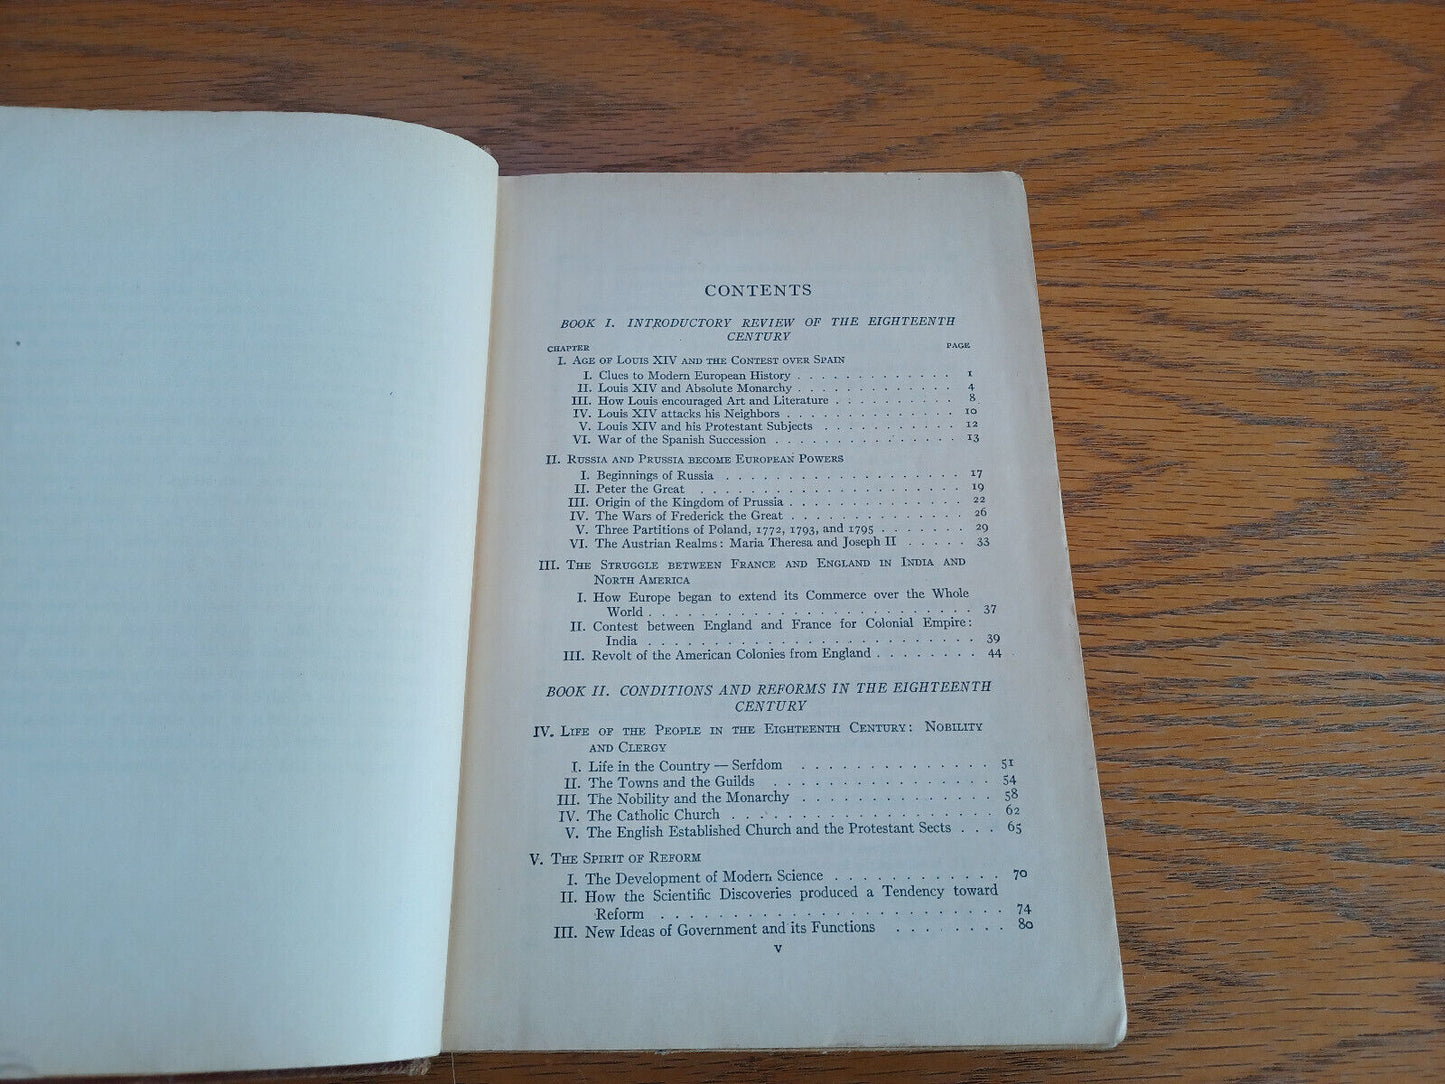 CONTENTS
BOOK I. INTRODUCTORY REVIEW OF THE EIGHTEENTH
CENTURY
CHAPTER PAGE
I. AGE OF LOUIS XIV AND THE CONTEST OVER SPAIN
I. Clues to Modern European History . . . . . . . . . . . . 1
II. Louis XIV and Absolute Monarchy . . . . . . . . . . . . 4
III. How Louis encouraged Art and Literature . . . . . . . . . 8
IV. Louis XIV attacks his Neighbors . . . . . . . . . . . . . 10
V. Louis XIV and his Protestant Subjects . . . . . . . . . . . 12
VI. War of the Spanish Succession . . . . . . . . . . . . . . 13
II. RUSSIA AND PRUSSIA BECOME EUROPEAN POWERS
I. Beginnings of Russia . . . . . . . . . . . . . . . . . . 17
II. Peter the Great . . . . . . . . . . . . . . . . . . . . 19
III. Origin of the Kingdom of Prussia . . . . . . . . . . . . . 22
IV. The Wars of Frederick the Great . . . . . . . . . . . . . 26
V. Three Partitions of Poland, 1772, 1793, and 1795 . . . . . . . 29
VI. The Austrian Realms: Maria Theresa and Joseph II . . . . . 33
III. THE STRUGGLE BETWEEN FRANCE AND ENGLAND IN INDIA AND
NORTH AMERICA
I. How Europe began to extend its Commerce over the Whole
World . . . . . . . . . . . . . . . . . . . . . . . . . 37
II. Contest between England and France for Colonial Empire:
India . . . . . . . . . . . . . . . . . . . . . . . . . 39
III. Revolt of the American Colonies from England . . . . . . . . 44
BOOK II. CONDITIONS AND REFORMS IN THE EIGHTEENTH
CENTURY
IV. LIFE OF THE PEOPLE IN THE EIGHTEENTH CENTURY: NOBILITY
AND CLERGY
I. Life in the Country — Serfdom . . . . . . . . . . . . . . 51
II. The Towns and the Guilds . . . . . . . . . . . . . . . . 54
III. The Nobility and the Monarchy . . . . . . . . . . . . . . 58
IV. The Catholic Church . . . . . . . . . . . . . . . . . . 62
V. The English Established Church and the Protestant Sects . . . 65
V. THE SPIRIT OF REFORM
I. The Development of Modern Science . . . . . . . . . . . . 70
II. How the Scientific Discoveries produced a Tendency toward
Reform . . . . . . . . . . . . . . . . . . . . . . . . 74
III. New Ideas of Government and its Functions . . . . . . . . 80
v